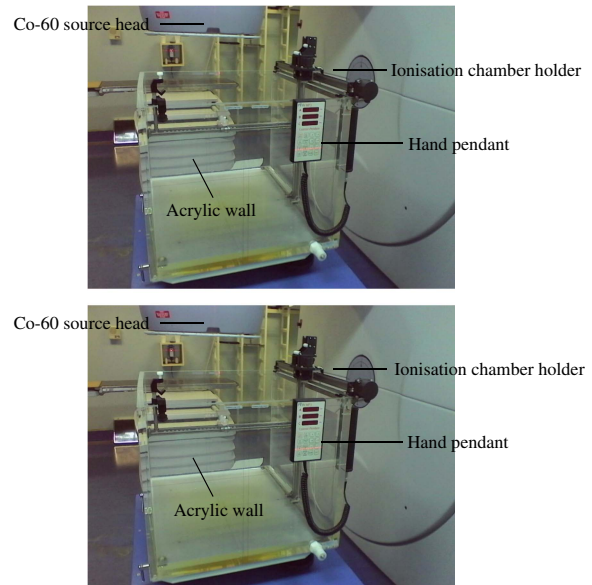 Co-60 source head
Ionisation chamber holder
Hand pendant
Acrylic wall
Co-60 source head
Ionisation chamber holder
Hand pendant
Acrylic wall